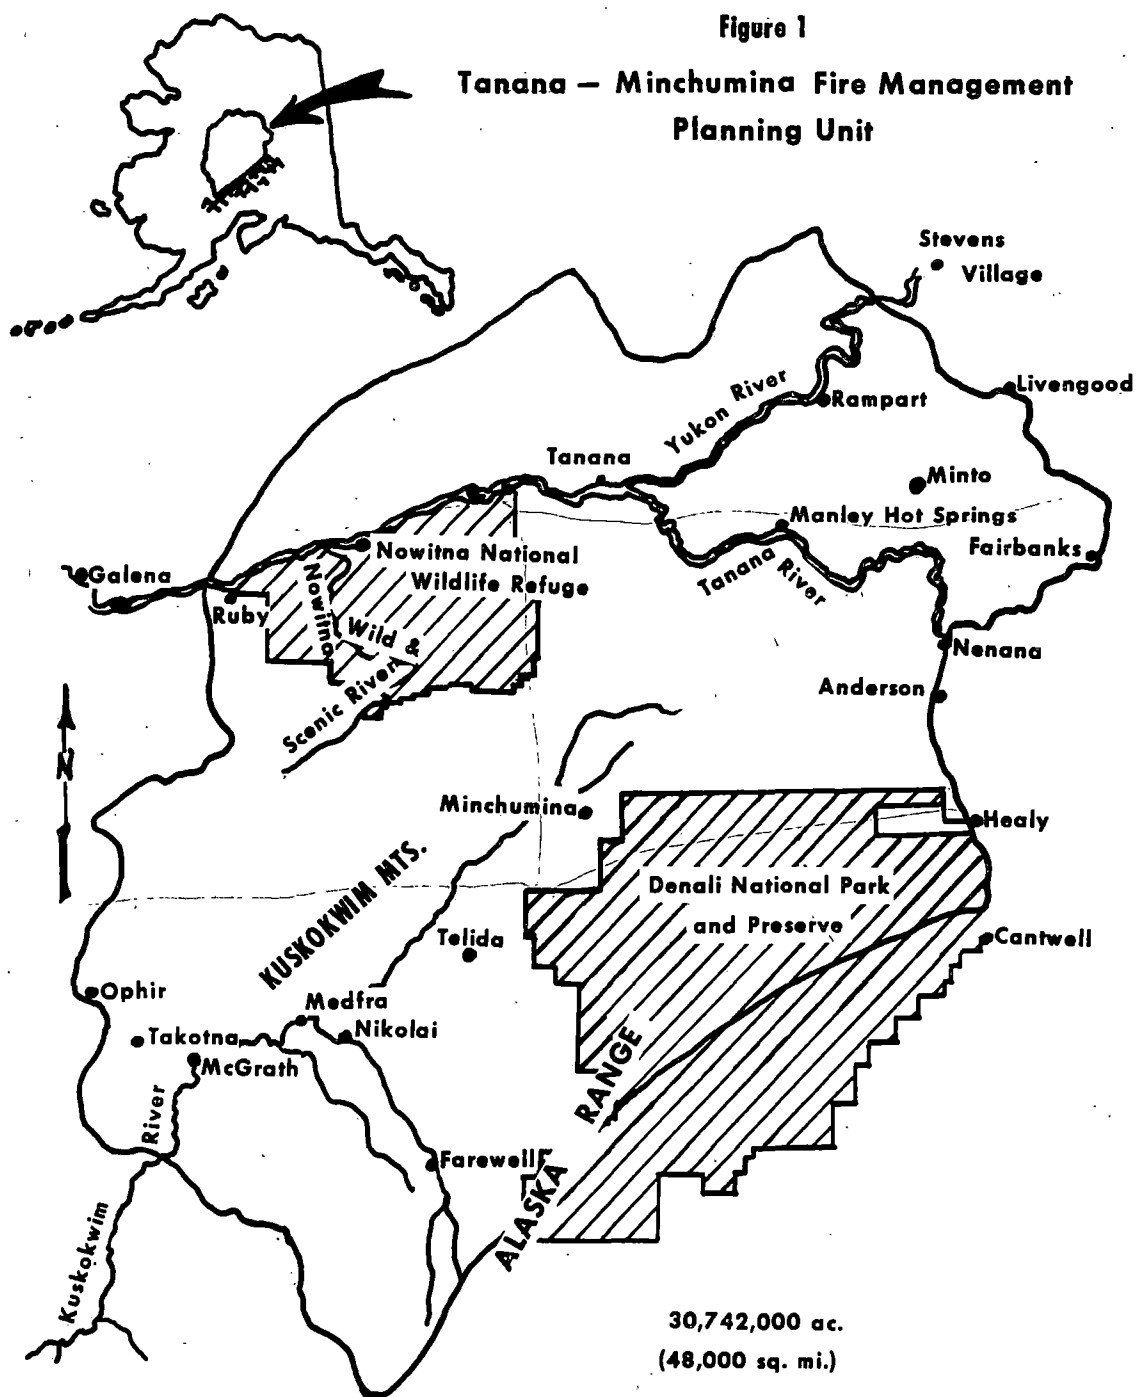 Figure 1
Tanana — Minchumina Fire Management
Planning Unit
Stevens
Village
Livengood
Yukon River
Rampart
Tanana
Minto
Manley Hot Springs
Fairbanks
Nowitna National
Wildlife Refuge
Galena
Tanana River
Ruby
Nowitna
Wild &
Scenic River
Nenana
Anderson
N
Minchumina
Healy
KUSKOKWIM MTS.
Denali National Park
and Preserve
Telida
Cantwell
Ophir
Medfra
Takotna
Nikolai
McGrath
RANGE
River
Farewell
ALASKA
Kuskokwim
30,742,000 ac.
(48,000 sq. mi.)